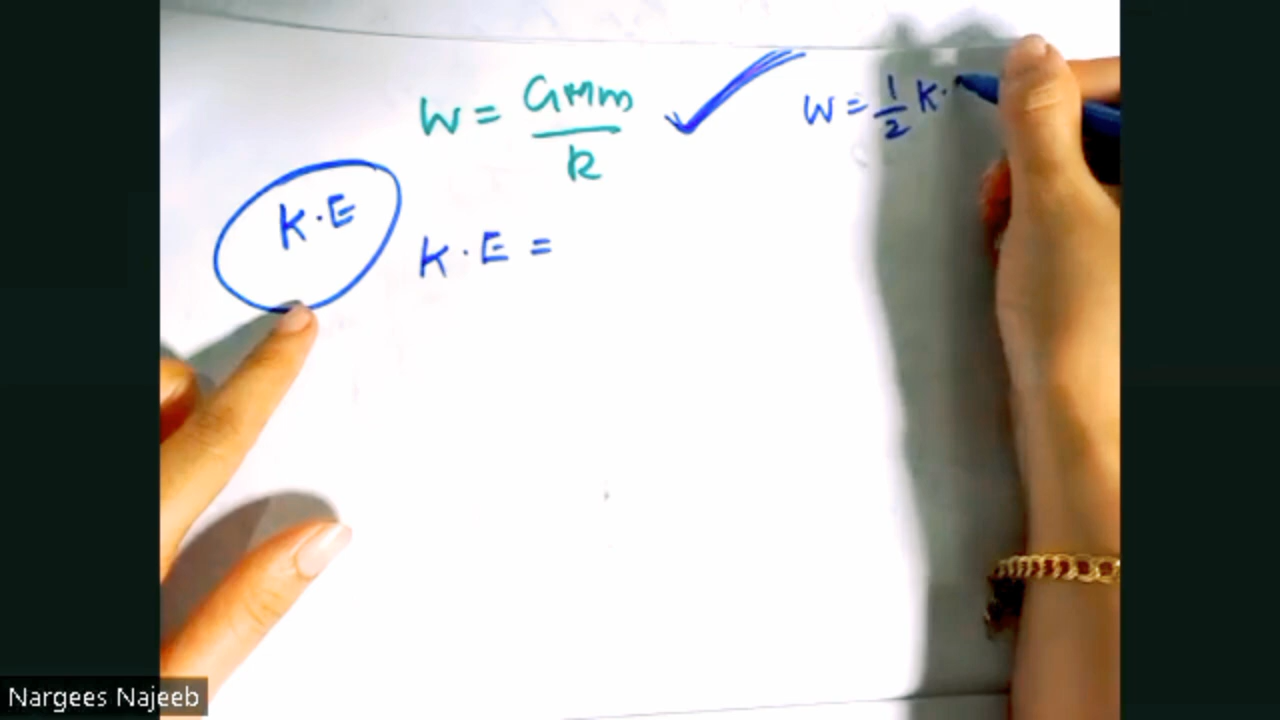 W = GMm/R
W = 1/2 K.
K.E
K.E =
Nargees Najeeb